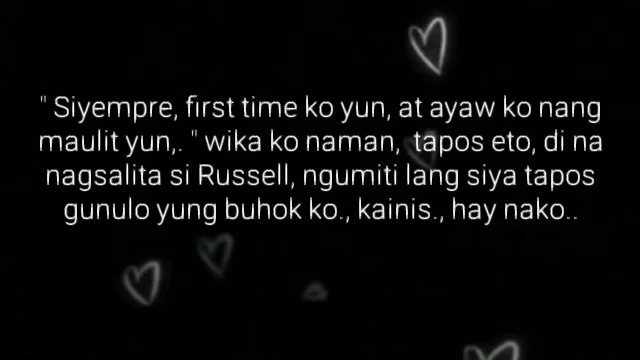 " Siyempre, first time ko yun, at ayaw ko nang
maulit yun,. " wika ko naman,  tapos eto, di na
nagsalita si Russell, ngumiti lang siya tapos
gunulo yung buhok ko., kainis., hay nako..